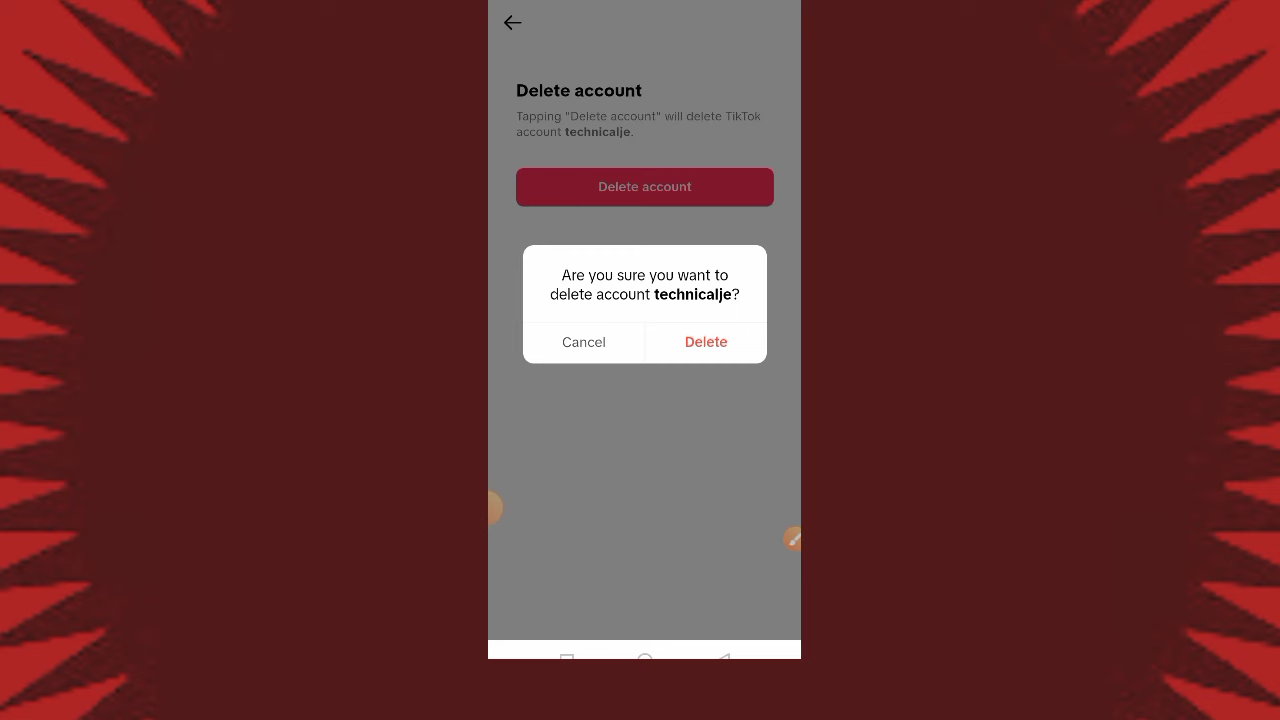 Delete account
Tapping "Delete account" will delete TikTok
account technicalje.
Delete account
Are you sure you want to
delete account technicalje?
Cancel
Delete